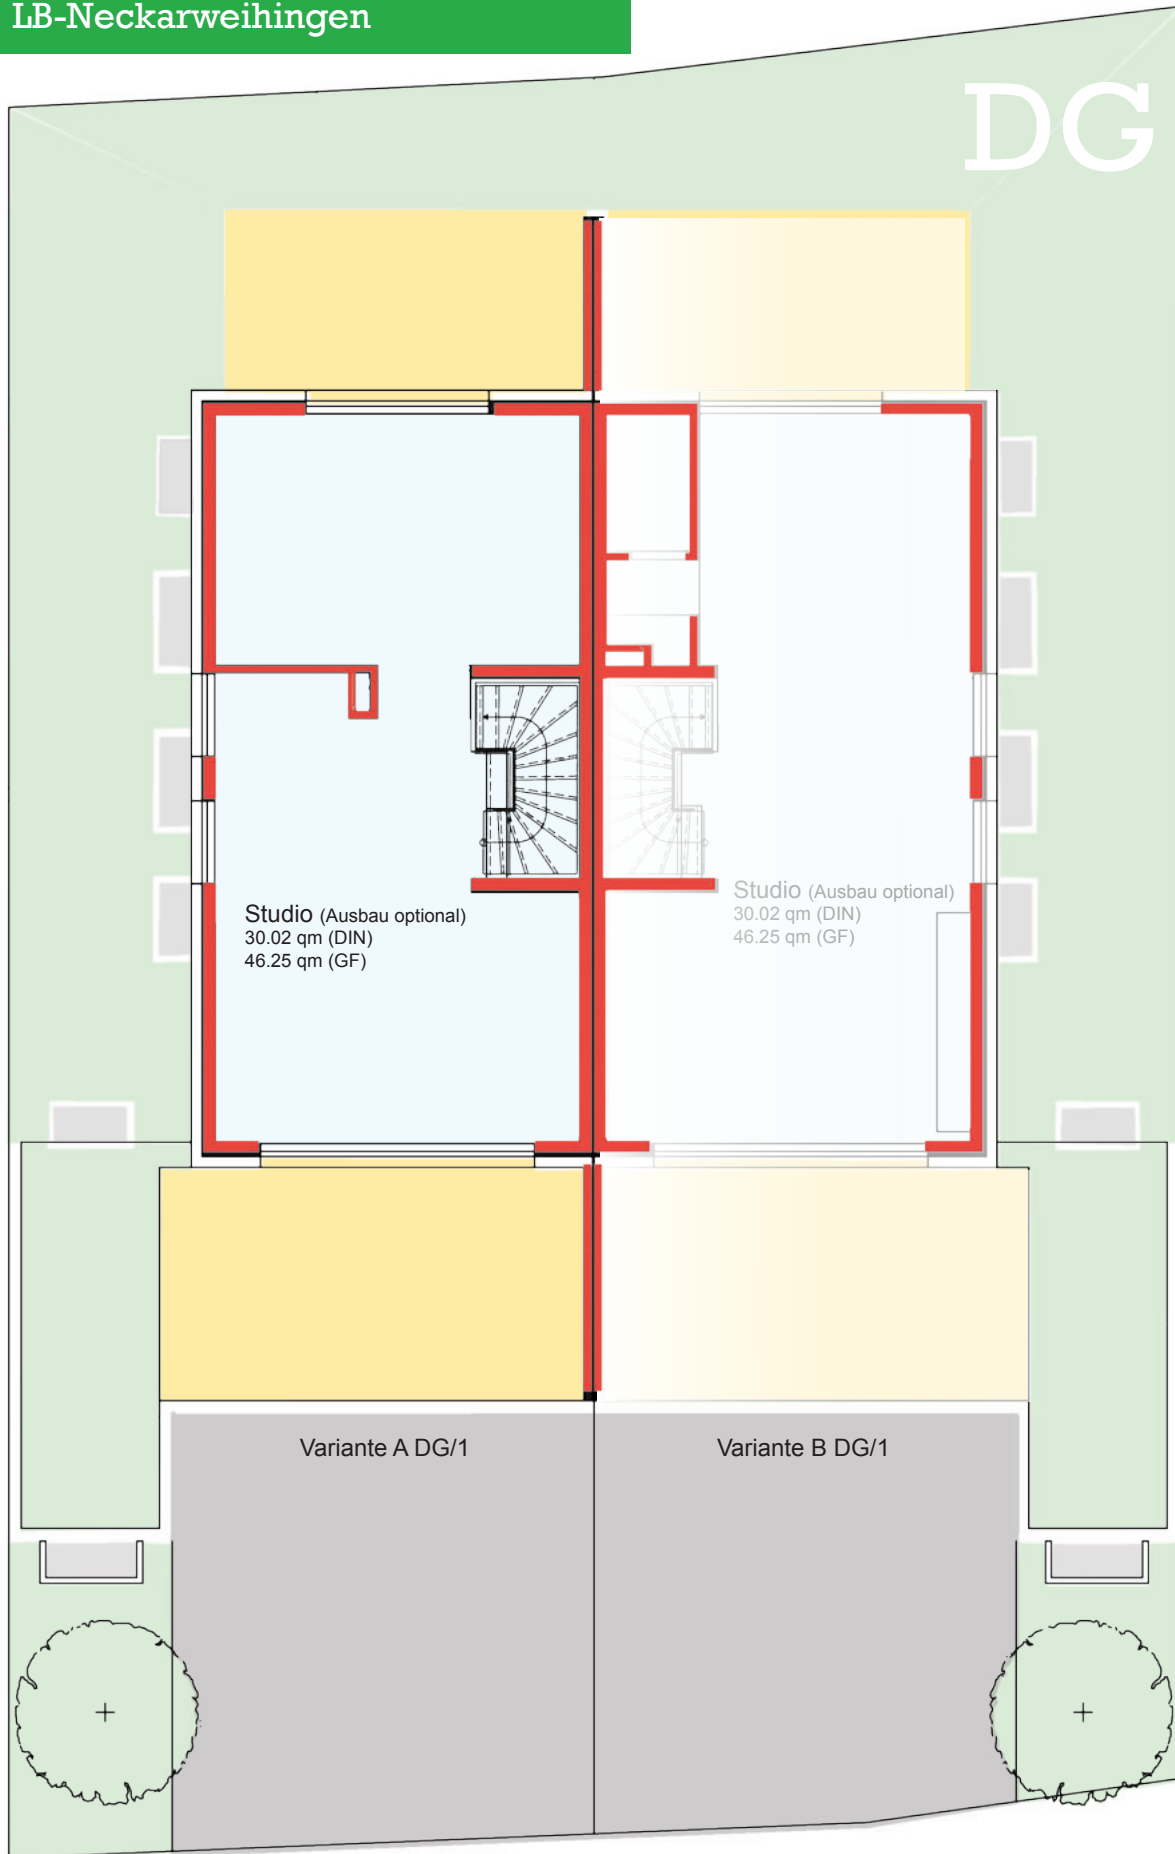 LB-Neckarweihingen
DG
Studio (Ausbau optional)
30.02 qm (DIN)
46.25 qm (GF)
Studio (Ausbau optional)
30.02 qm (DIN)
46.25 qm (GF)
Variante A DG/1
Variante B DG/1